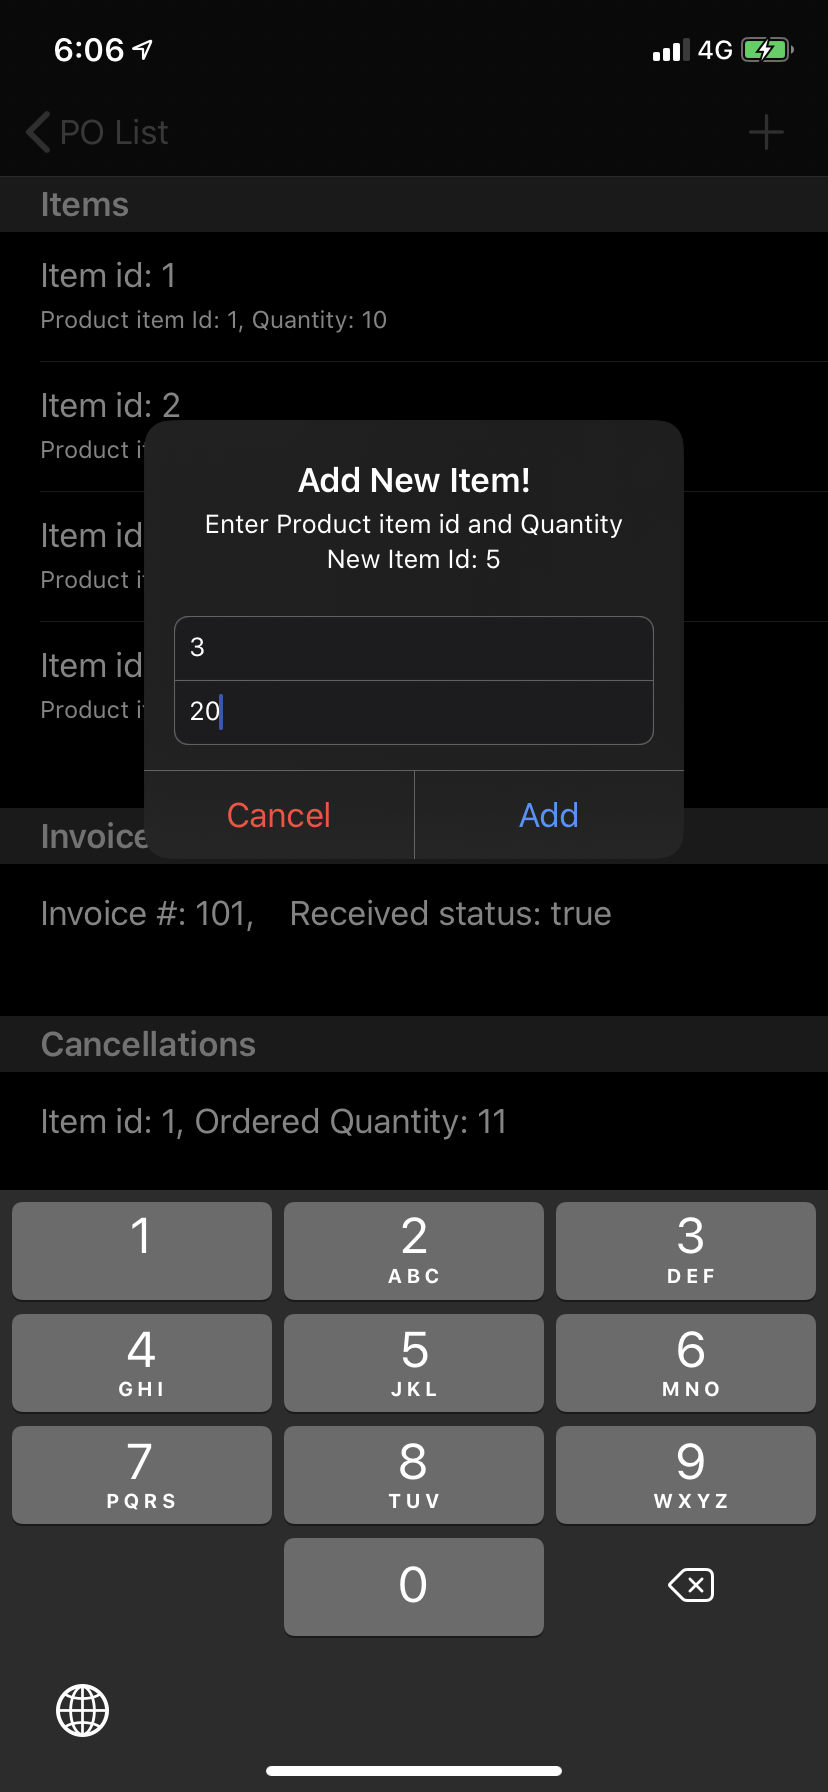 6:06
4G
PO List
Items
Item id: 1
Product item Id: 1, Quantity: 10
Item id: 2
Product
Item id
Product
Item id
Product
Add New Item!
Enter Product item id and Quantity
New Item Id: 5
3
20
Cancel
Add
Invoice
Invoice #: 101, Received status: true
Cancellations
Item id: 1, Ordered Quantity: 11
1
2
ABC
3
DEF
4
GHI
5
JKL
6
MNO
7
PQRS
8
TUV
9
WXYZ
0